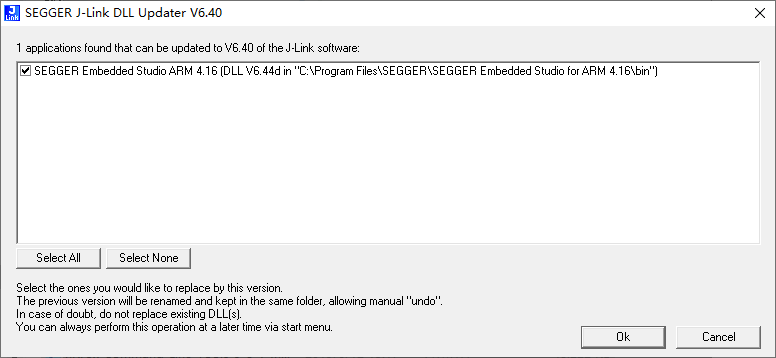 J
Link
SEGGER J-Link DLL Updater V6.40
1 applications found that can be updated to V6.40 of the J-Link software:
SEGGER Embedded Studio ARM 4.16 (DLL V6.44d in "C:\Program Files\SEGGER\SEGGER Embedded Studio for ARM 4.16\bin")
Select All
Select None
Select the ones you would like to replace by this version.
The previous version will be renamed and kept in the same folder, allowing manual "undo".
In case of doubt, do not replace existing DLL(s).
You can always perform this operation at a later time via start menu.
Ok
Cancel